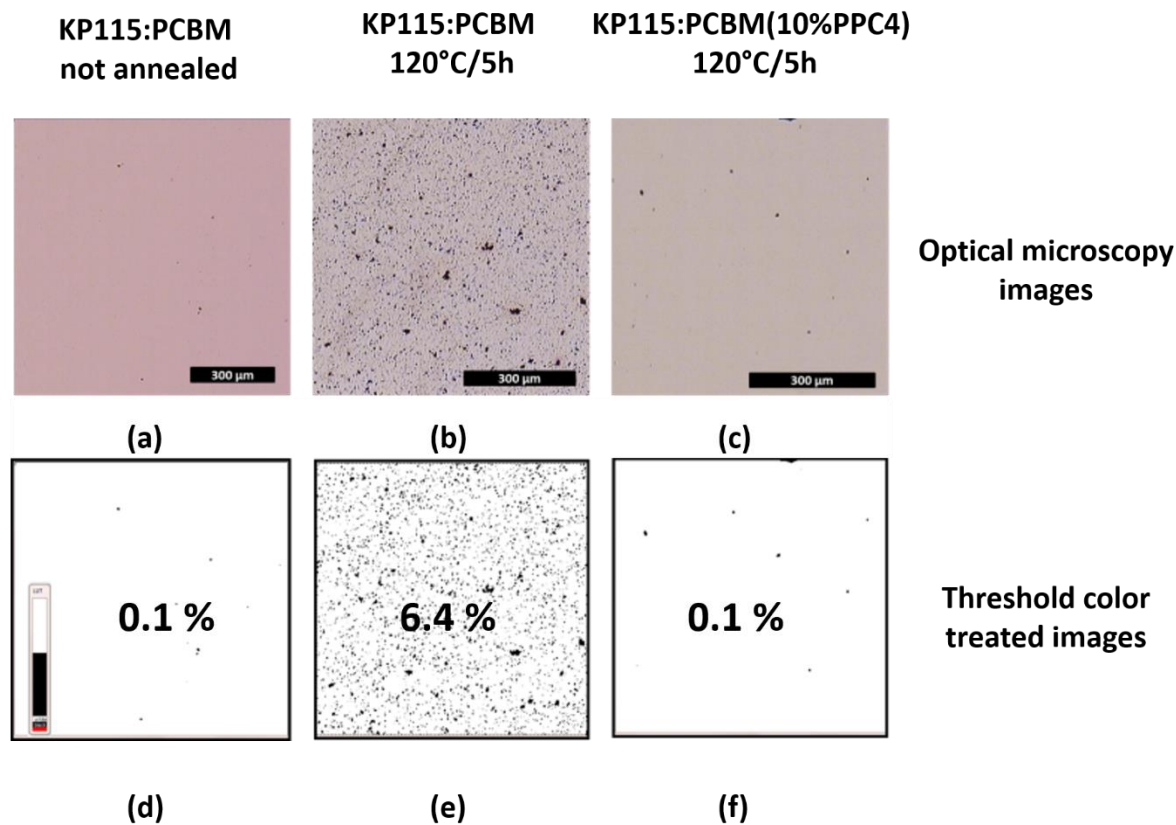 KP115:PCBM
not annealed
KP115:PCBM
120°C/5h
KP115:PCBM(10%PPC4)
120°C/5h
300 µm
300 µm
300 µm
Optical microscopy
images
(a)
(b)
(c)
LUT
0.1 %
6.4 %
0.1 %
Threshold color
treated images
(d)
(e)
(f)